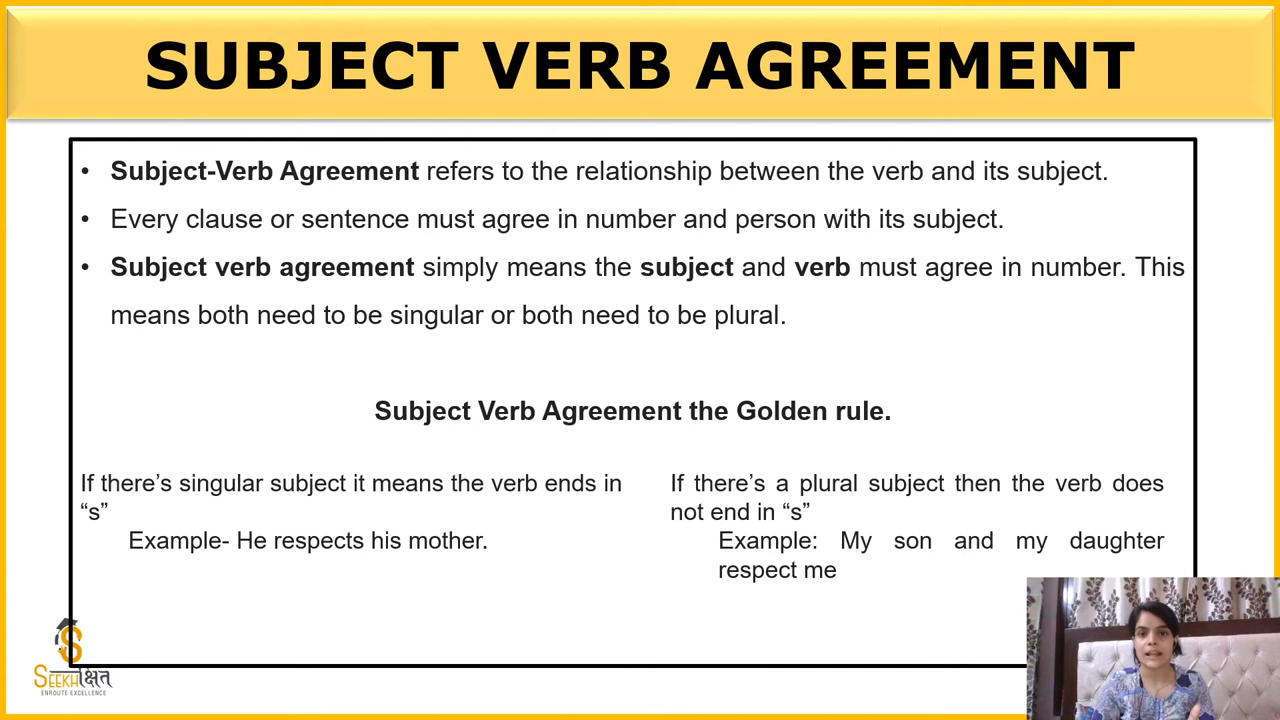 SUBJECT VERB AGREEMENT
• Subject-Verb Agreement refers to the relationship between the verb and its subject.
• Every clause or sentence must agree in number and person with its subject.
• Subject verb agreement simply means the subject and verb must agree in number. This
means both need to be singular or both need to be plural.
Subject Verb Agreement the Golden rule.
If there’s singular subject it means the verb ends in
“s”
Example- He respects his mother.
If there’s a plural subject then the verb does
not end in “s”
Example: My son and my daughter
respect me
SEEKHक्षित
ENROUTE EXCELLENCE